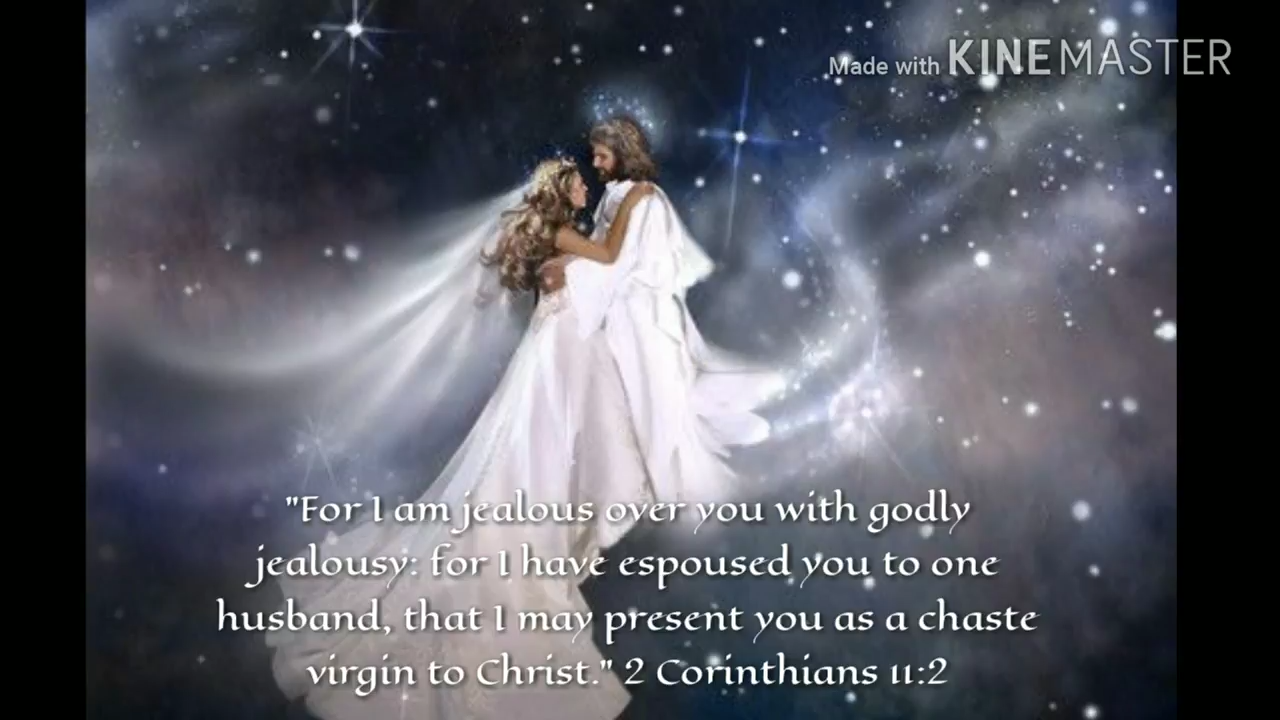 Made with KINEMASTER
"For I am jealous over you with godly
jealousy: for I have espoused you to one
husband, that I may present you as a chaste
virgin to Christ." 2 Corinthians 11:2